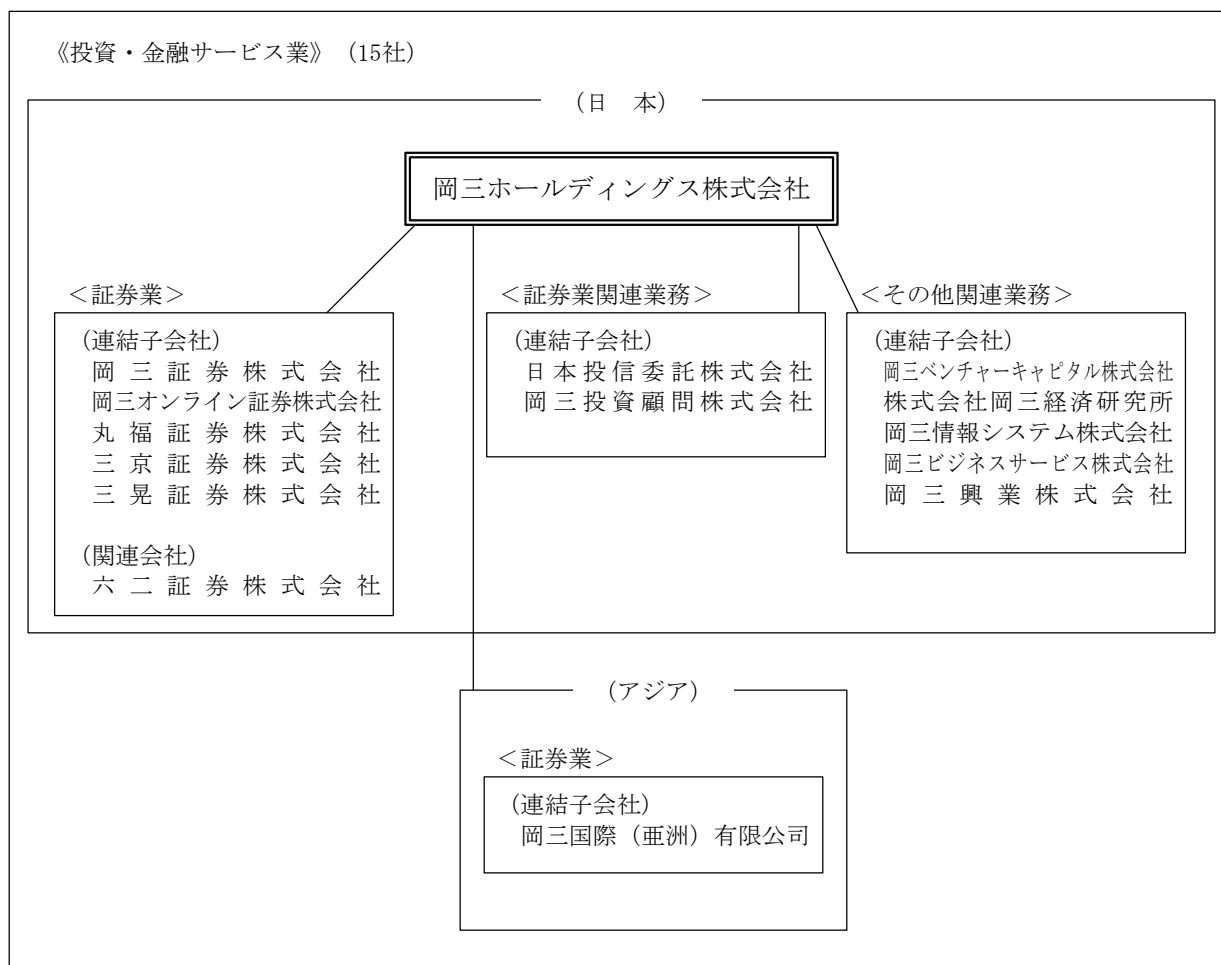 《投資・金融サービス業》(15社)
(日 本)
岡三ホールディングス株式会社
＜証券業＞
(連結子会社)
岡三証券株式会社
岡三オンライン証券株式会社
丸福証券株式会社
三京証券株式会社
三晃証券株式会社
(関連会社)
六二証券株式会社
＜証券業関連業務＞
(連結子会社)
日本投信委託株式会社
岡三投資顧問株式会社
＜その他関連業務＞
(連結子会社)
岡三ベンチャーキャピタル株式会社
株式会社岡三経済研究所
岡三情報システム株式会社
岡三ビジネスサービス株式会社
岡三興業株式会社
(アジア)
＜証券業＞
(連結子会社)
岡三国際（亜洲）有限公司